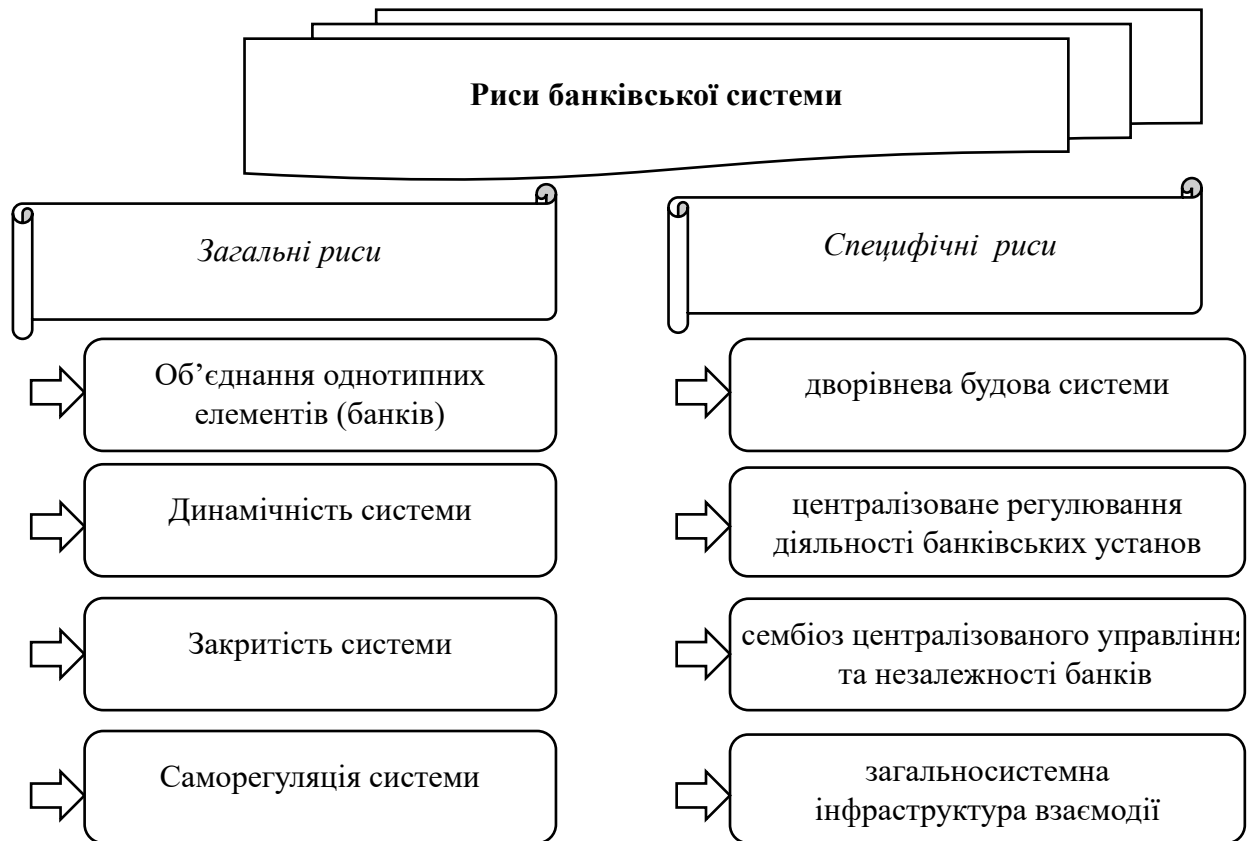 Риси банківської системи
Загальні риси
Специфічні риси
Об’єднання однотипних
елементів (банків)
дворівнева будова системи
Динамічність системи
централізоване регулювання
діяльності банківських установ
Закритість системи
сембіоз централізованого управління
та незалежності банків
Саморегуляція системи
загальносистемна
інфраструктура взаємодії